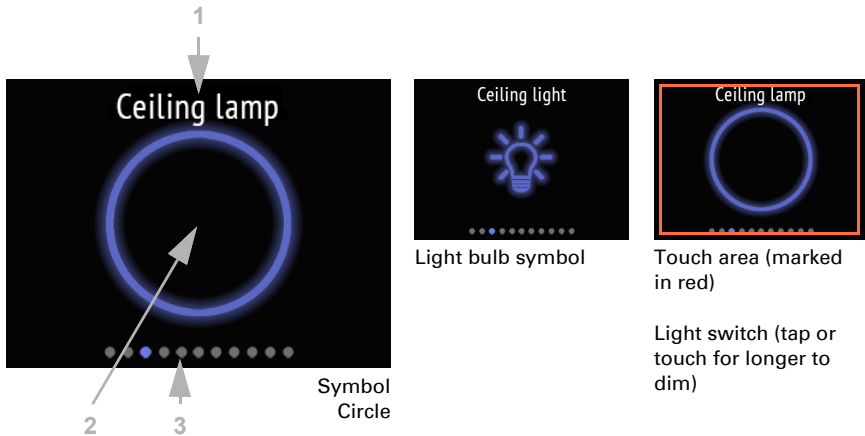 1
Ceiling lamp
Symbol
Circle
2
3
Ceiling light
Light bulb symbol
Ceiling lamp
Touch area (marked
in red)
Light switch (tap or
touch for longer to
dim)